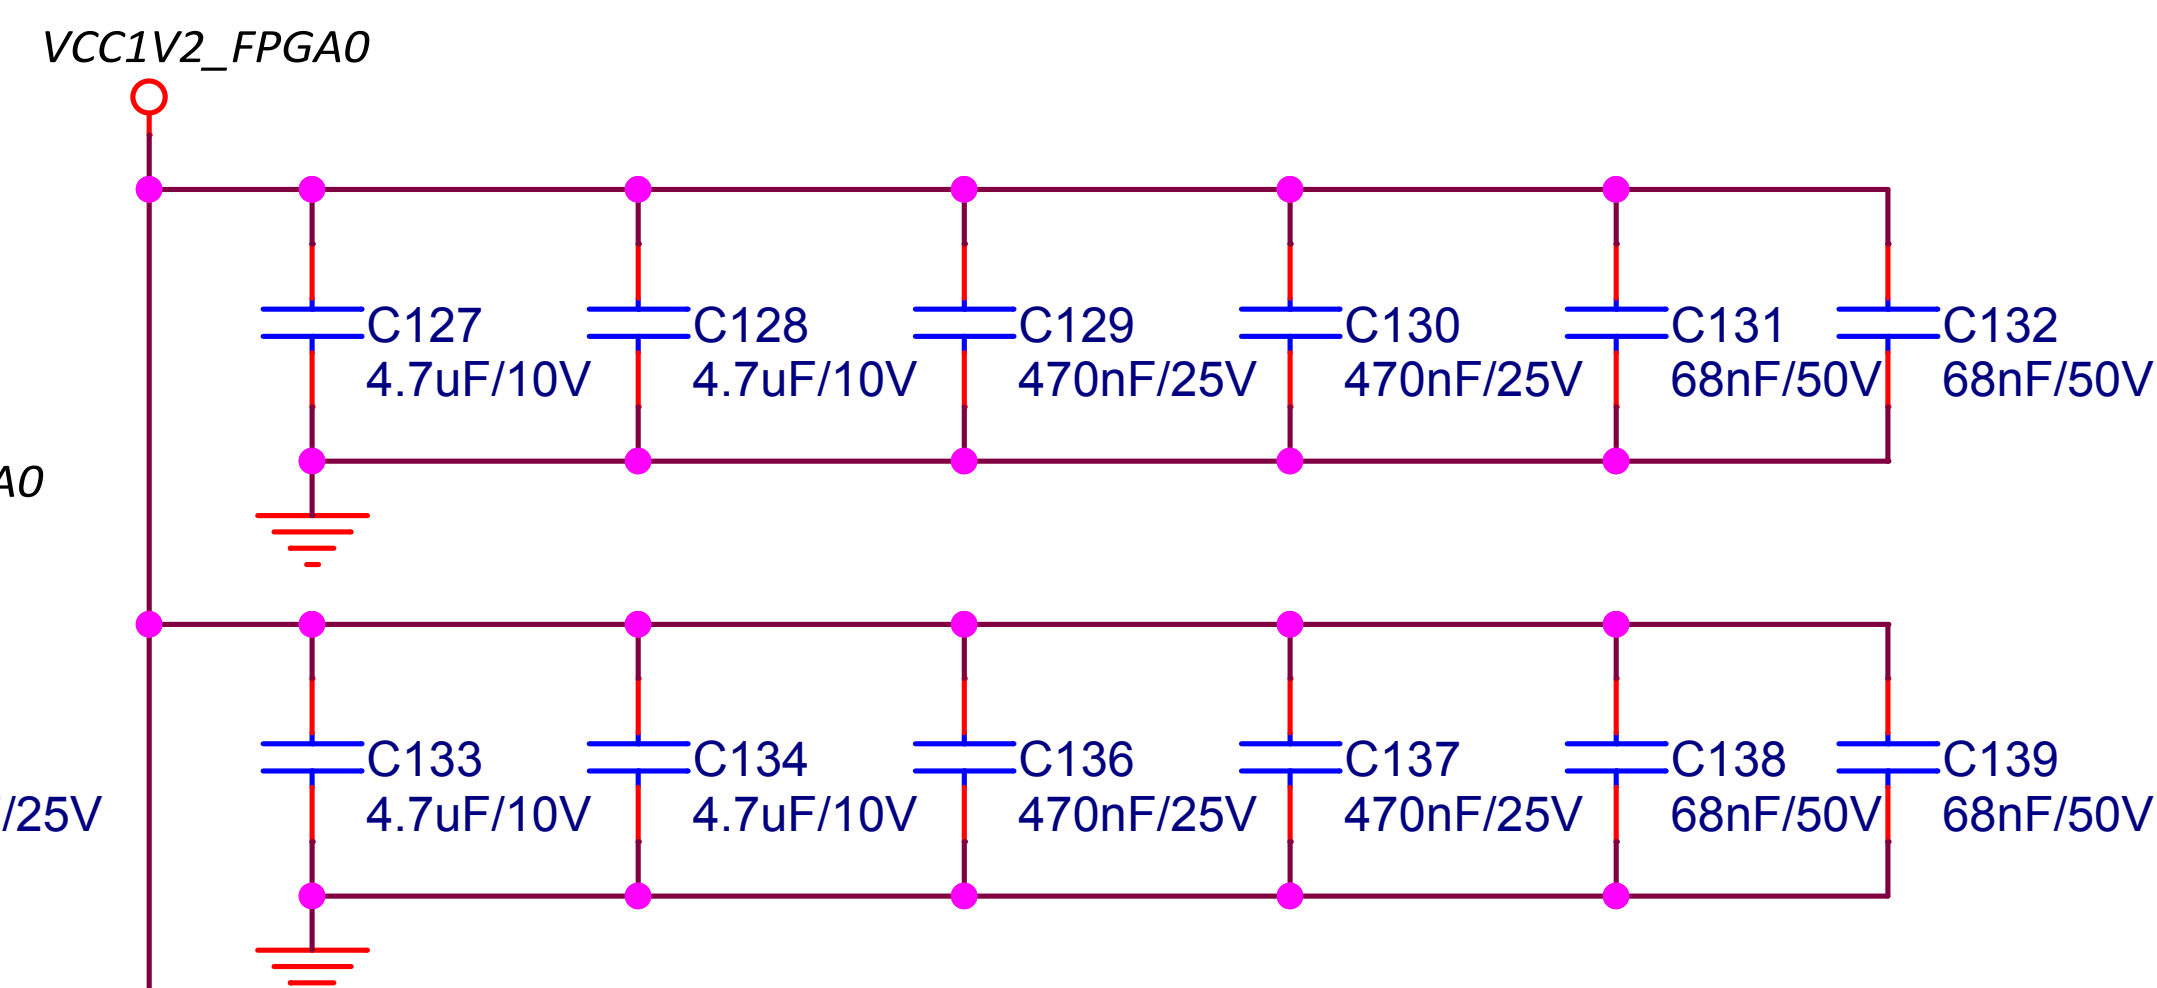 VCC1V2_FPGA0
C127
4.7uF/10V
C128
4.7uF/10V
C129
470nF/25V
C130
470nF/25V
C131
68nF/50V
C132
68nF/50V
A0
C133
4.7uF/10V
C134
4.7uF/10V
C136
470nF/25V
C137
470nF/25V
C138
68nF/50V
C139
68nF/50V
/25V